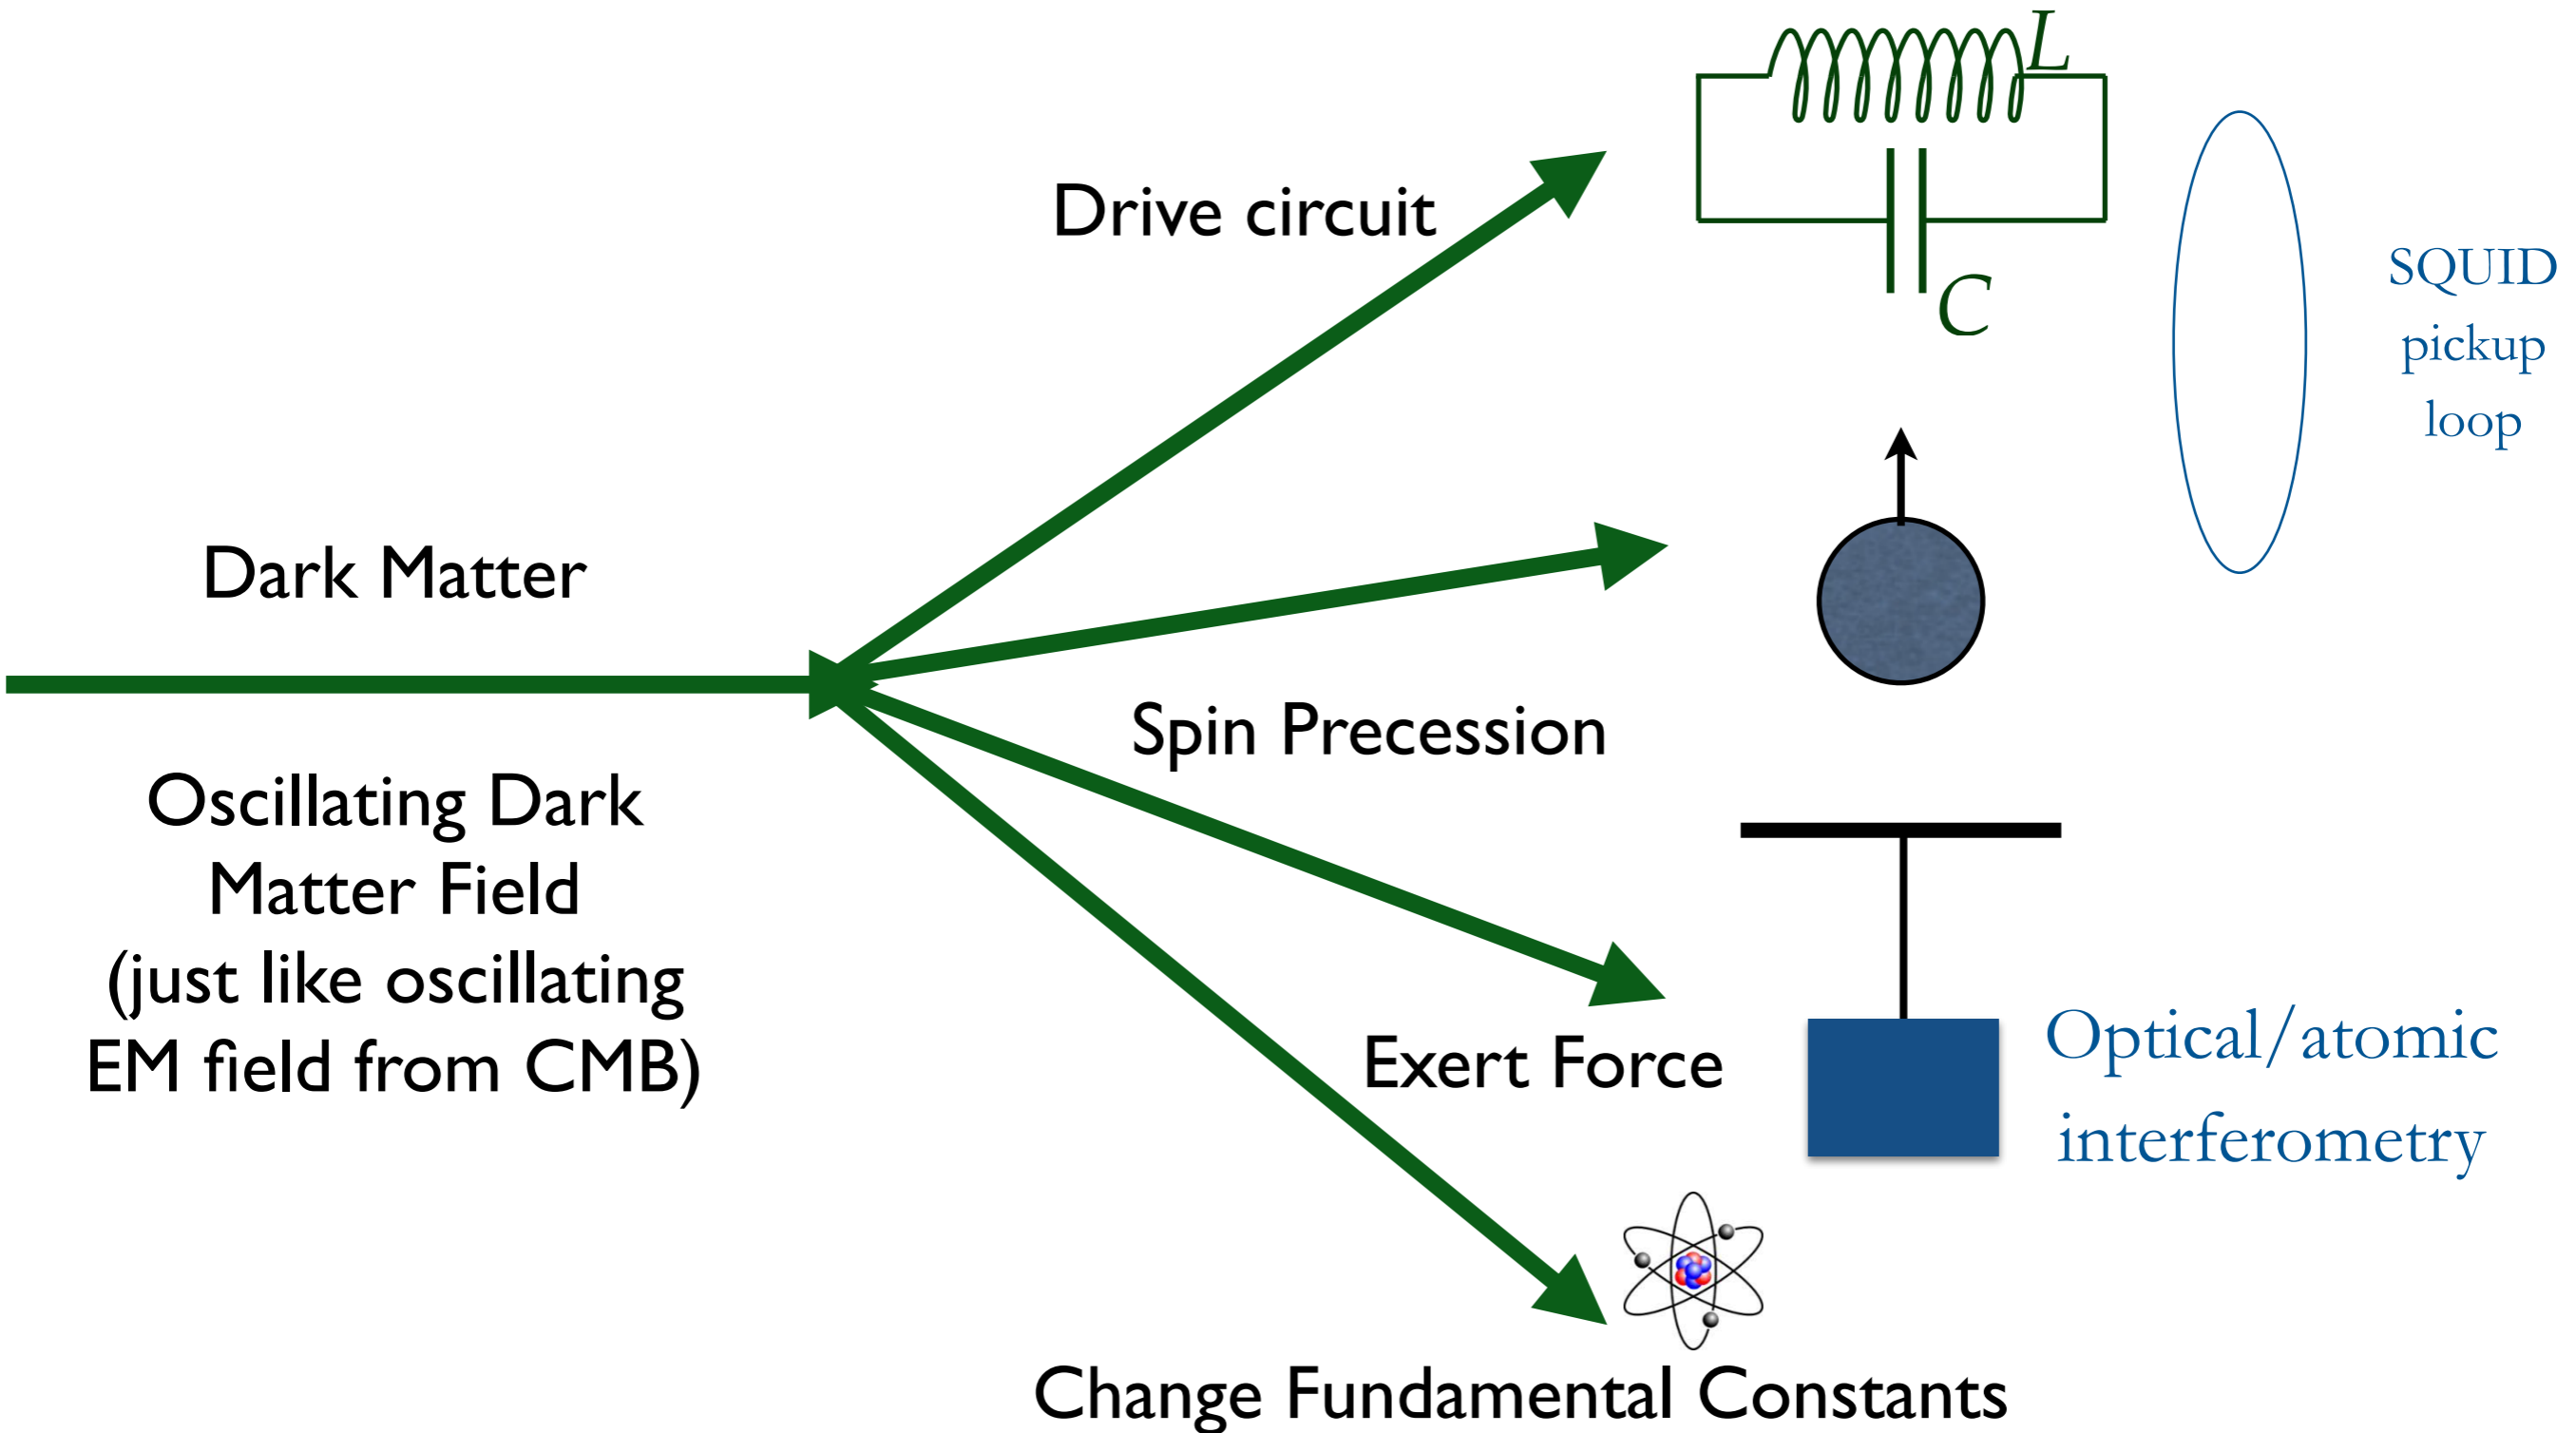 L
Drive circuit
C
SQUID
pickup
loop
Dark Matter
Spin Precession
Oscillating Dark
Matter Field
(just like oscillating
EM field from CMB)
Exert Force
Optical/atomic
interferometry
Change Fundamental Constants